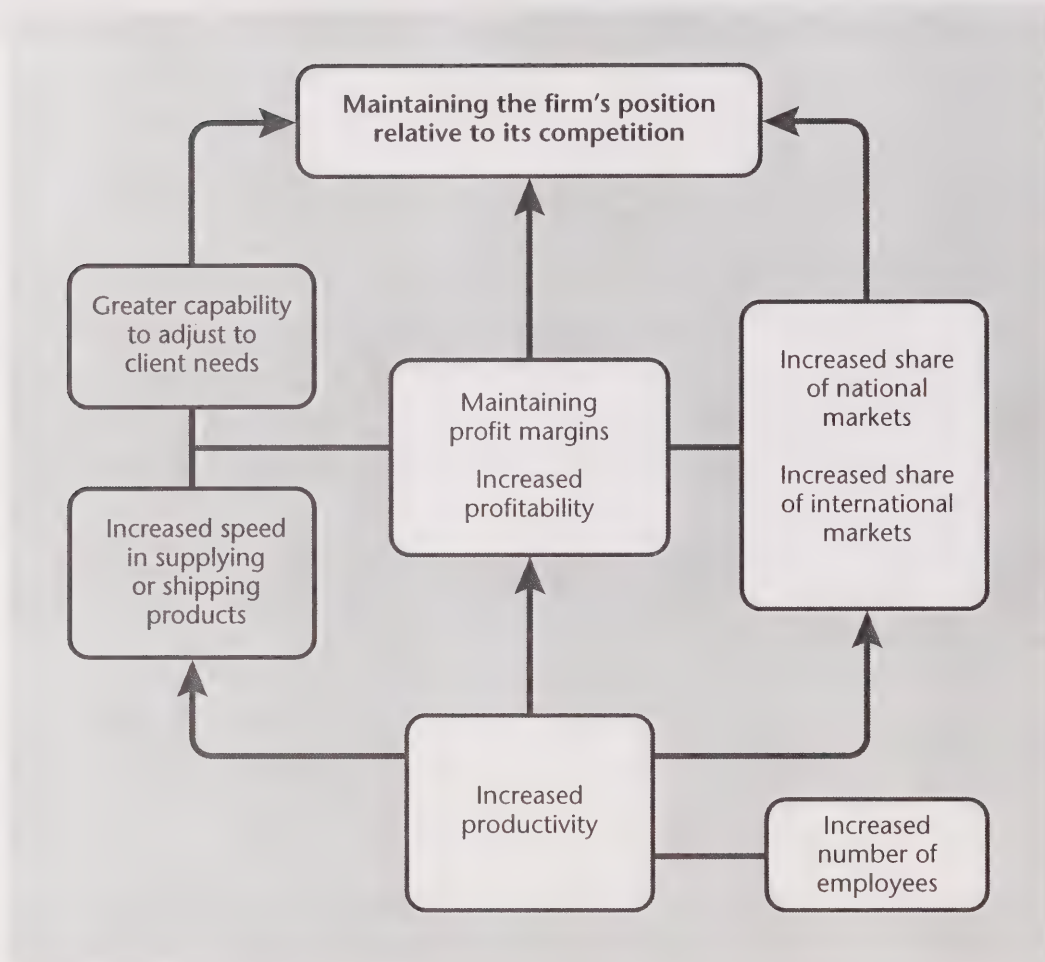 Maintaining the firm's position
relative to its competition
Greater capability
to adjust to
client needs
Maintaining
profit margins
Increased
profitability
Increased share
of national
markets
Increased share
of international
markets
Increased speed
in supplying
or shipping
products
Increased
productivity
Increased
number of
employees